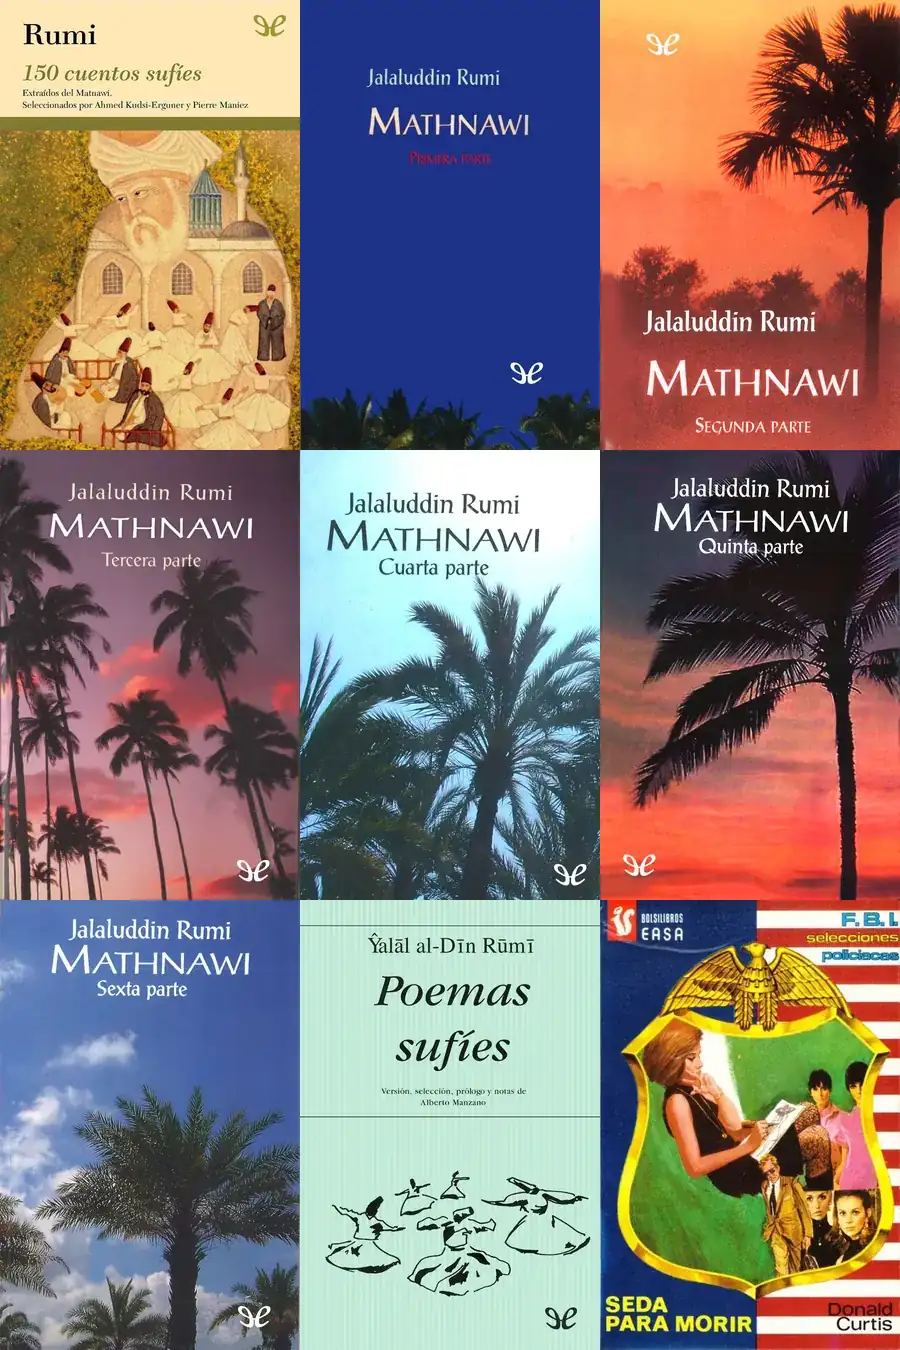 Rumi
150 cuentos sufíes
Extraídos del Matnawi.
Seleccionados por Ahmed Kudsi-Erguner y Pierre Maniez
Jalaluddin Rumi
MATHNAWI
PRIMERA PARTE
Jalaluddin Rumi
MATHNAWI
SEGUNDA PARTE
Jalaluddin Rumi
MATHNAWI
Tercera parte
Jalaluddin Rumi
MATHNAWI
Cuarta parte
Jalaluddin Rumi
MATHNAWI
Quinta parte
Jalaluddin Rumi
MATHNAWI
Sexta parte
Ŷalāl al-Dīn Rūmī
Poemas
sufíes
Versión, selección, prólogo y notas de
Alberto Manzano
BOLSILIBROS
EASA
F.B.I.
selecciones
policiacas
SEDA
PARA MORIR
Donald
Curtis